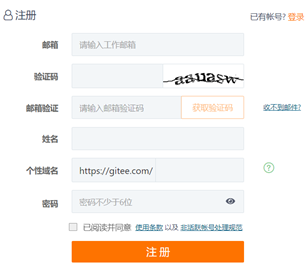 注册
已有帐号? 登录
邮箱 请输入工作邮箱
验证码
邮箱验证 请输入邮箱验证码 获取验证码 收不到邮件?
姓名
个性域名 https://gitee.com/
密码 密码不少于6位
已阅读并同意 使用条款 以及 非活跃帐号处理规范
注 册